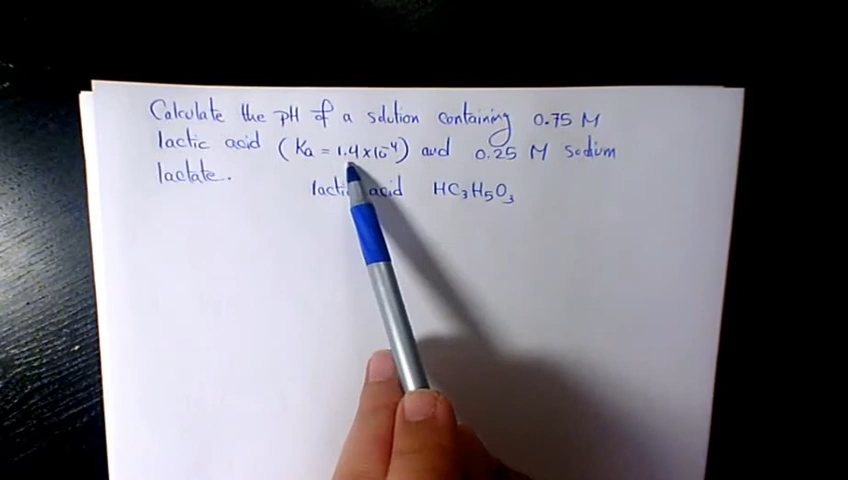 Calculate the pH of a solution containing 0.75 M
lactic acid (Ka = 1.4 x 10⁻⁴) and 0.25 M sodium
lactate.
lactic acid HC₃H₅O₃